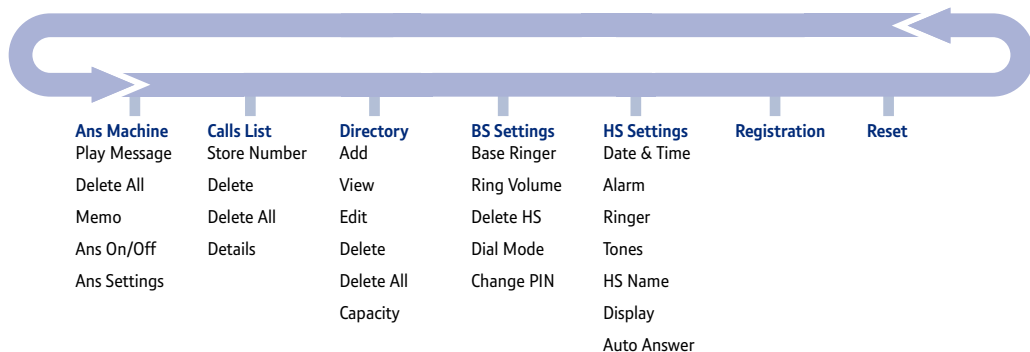 Ans Machine
Play Message
Delete All
Memo
Ans On/Off
Ans Settings
Calls List
Store Number
Delete
Delete All
Details
Directory
Add
View
Edit
Delete
Delete All
Capacity
BS Settings
Base Ringer
Ring Volume
Delete HS
Dial Mode
Change PIN
HS Settings
Date & Time
Alarm
Ringer
Tones
HS Name
Display
Auto Answer
Registration
Reset